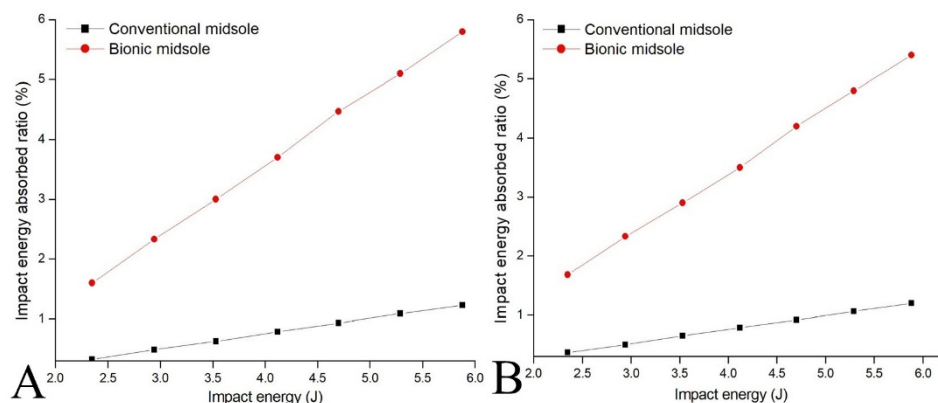 Conventional midsole
Bionic midsole
Impact energy absorbed ratio (%)
6
5
4
3
2
1
2.0 2.5 3.0 3.5 4.0 4.5 5.0 5.5 6.0
Impact energy (J)
A
Conventional midsole
Bionic midsole
Impact energy absorbed ratio (%)
6
5
4
3
2
1
2.0 2.5 3.0 3.5 4.0 4.5 5.0 5.5 6.0
Impact energy (J)
B